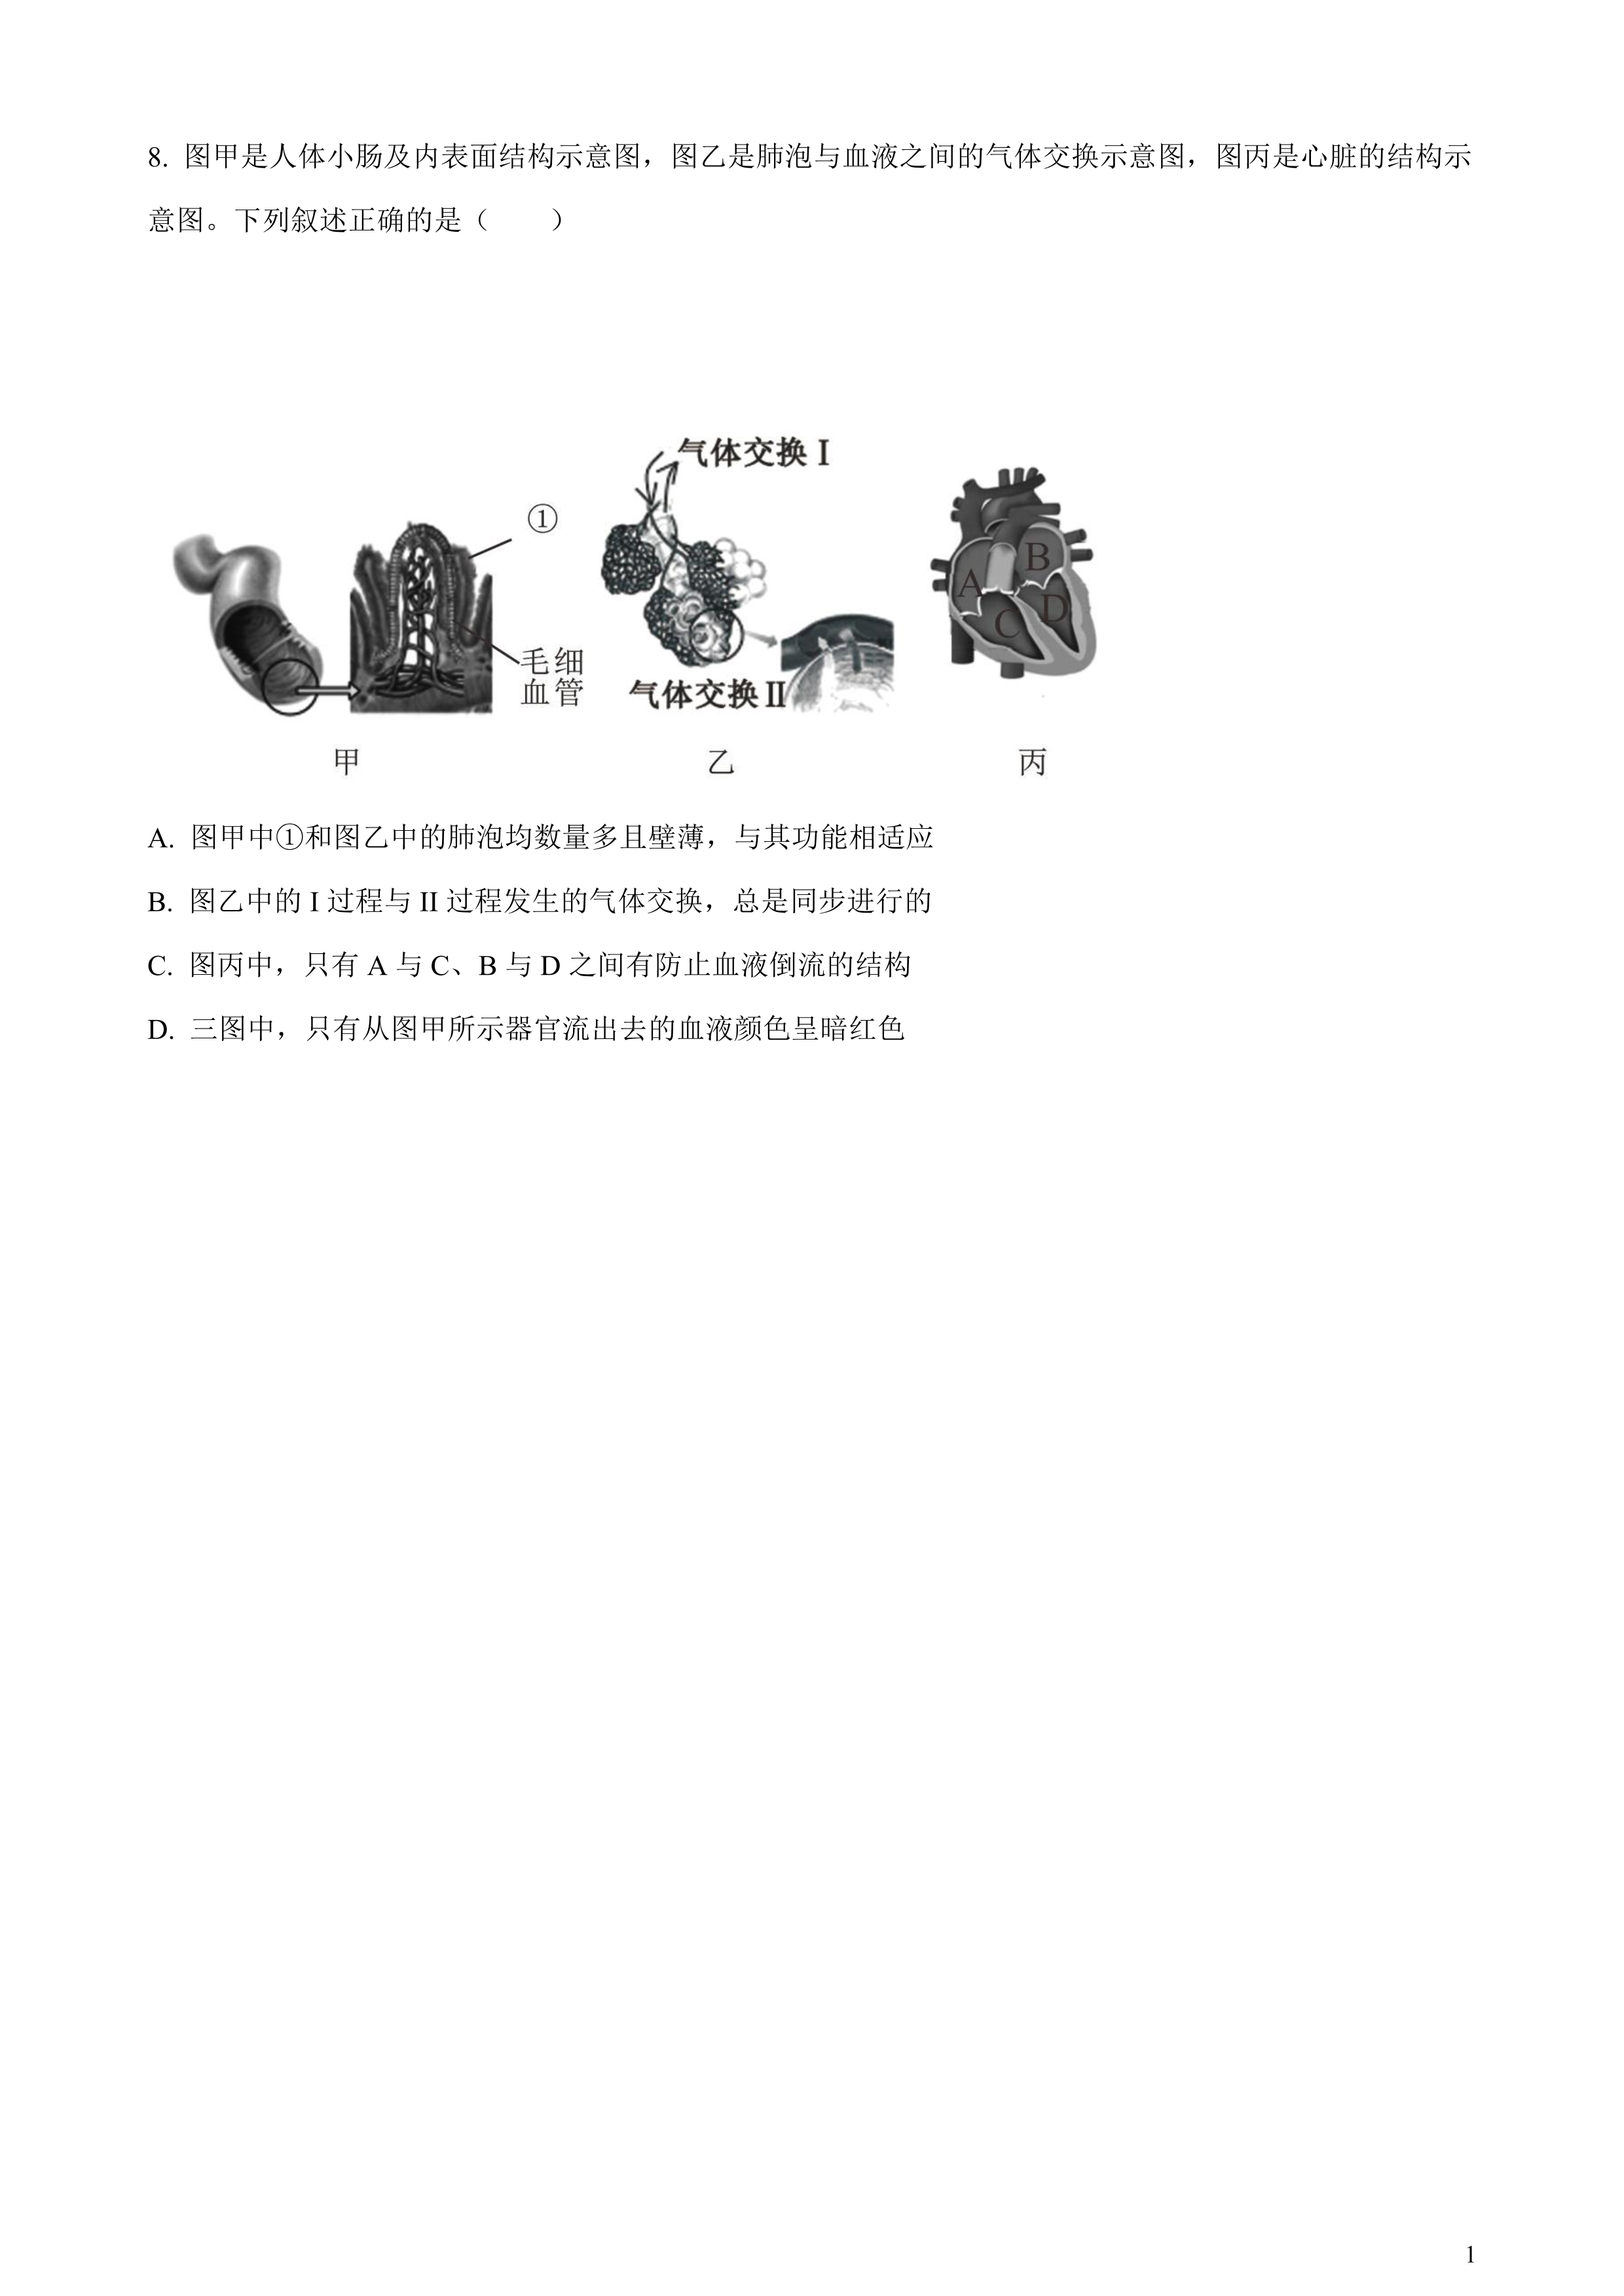 8. 图甲是人体小肠及内表面结构示意图，图乙是肺泡与血液之间的气体交换示意图，图丙是心脏的结构示
意图。下列叙述正确的是（　　）
气体交换Ⅰ
①
毛细
血管
气体交换Ⅱ
A
B
C
D
甲
乙
丙
A. 图甲中①和图乙中的肺泡均数量多且壁薄，与其功能相适应
B. 图乙中的 I 过程与 II 过程发生的气体交换，总是同步进行的
C. 图丙中，只有 A 与 C、B 与 D 之间有防止血液倒流的结构
D. 三图中，只有从图甲所示器官流出去的血液颜色呈暗红色
1